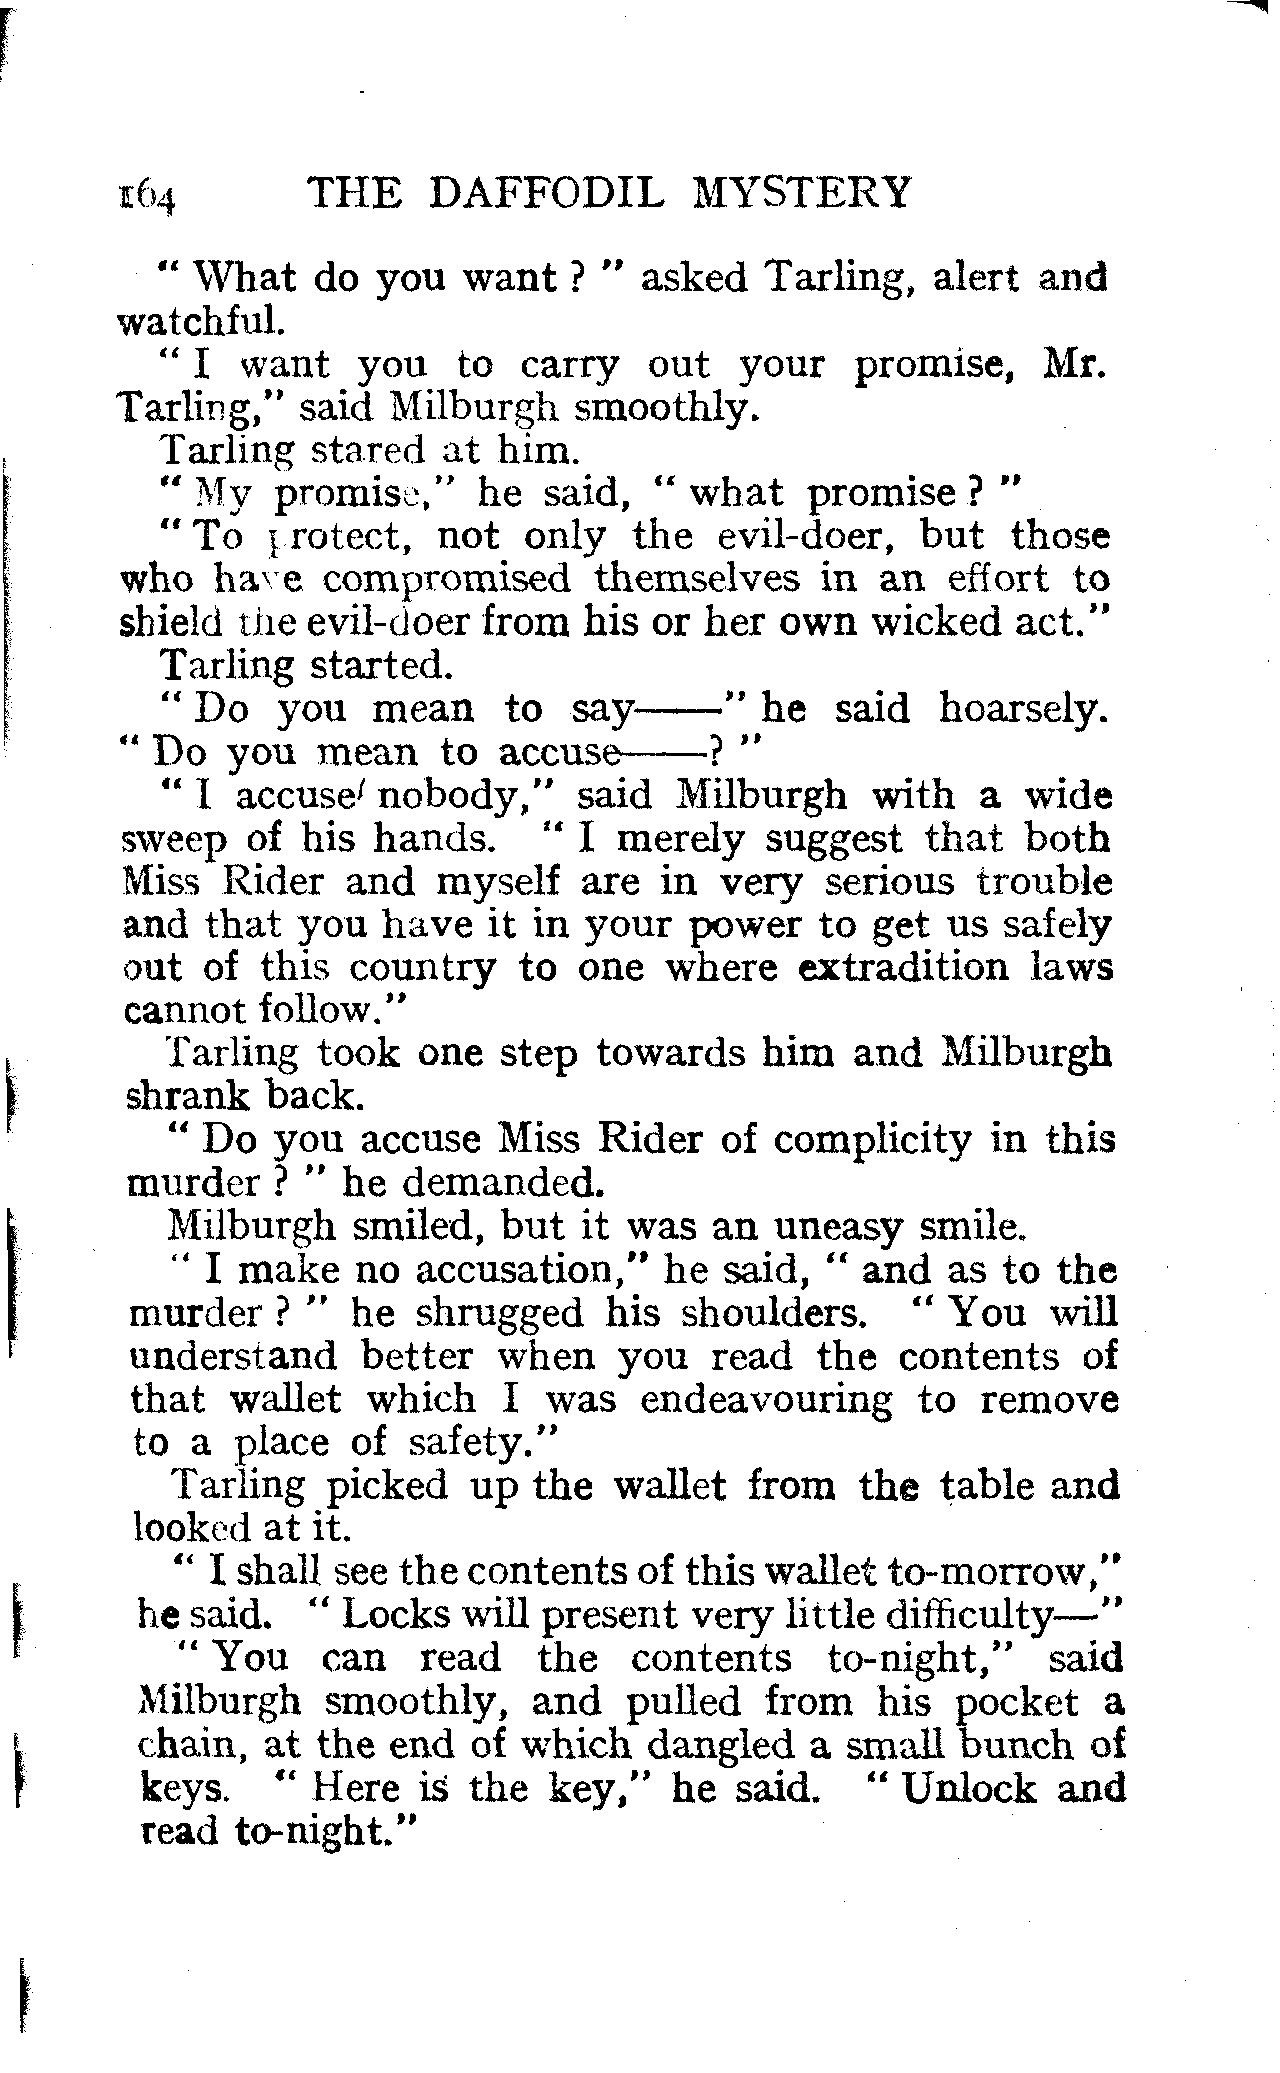 164 THE DAFFODIL MYSTERY
“ What do you want ? ” asked Tarling, alert and
watchful.
“ I want you to carry out your promise, Mr.
Tarling,” said Milburgh smoothly.
Tarling stared at him.
“ My promise,” he said, “ what promise ? ”
“ To protect, not only the evil-doer, but those
who have compromised themselves in an effort to
shield the evil-doer from his or her own wicked act.”
Tarling started.
“ Do you mean to say——” he said hoarsely.
“ Do you mean to accuse——? ”
“ I accuse nobody,” said Milburgh with a wide
sweep of his hands. “ I merely suggest that both
Miss Rider and myself are in very serious trouble
and that you have it in your power to get us safely
out of this country to one where extradition laws
cannot follow.”
Tarling took one step towards him and Milburgh
shrank back.
“ Do you accuse Miss Rider of complicity in this
murder ? ” he demanded.
Milburgh smiled, but it was an uneasy smile.
“ I make no accusation,” he said, “ and as to the
murder ? ” he shrugged his shoulders. “ You will
understand better when you read the contents of
that wallet which I was endeavouring to remove
to a place of safety.”
Tarling picked up the wallet from the table and
looked at it.
“ I shall see the contents of this wallet to-morrow,”
he said. “ Locks will present very little difficulty—”
“ You can read the contents to-night,” said
Milburgh smoothly, and pulled from his pocket a
chain, at the end of which dangled a small bunch of
keys. “ Here is the key,” he said. “ Unlock and
read to-night.”